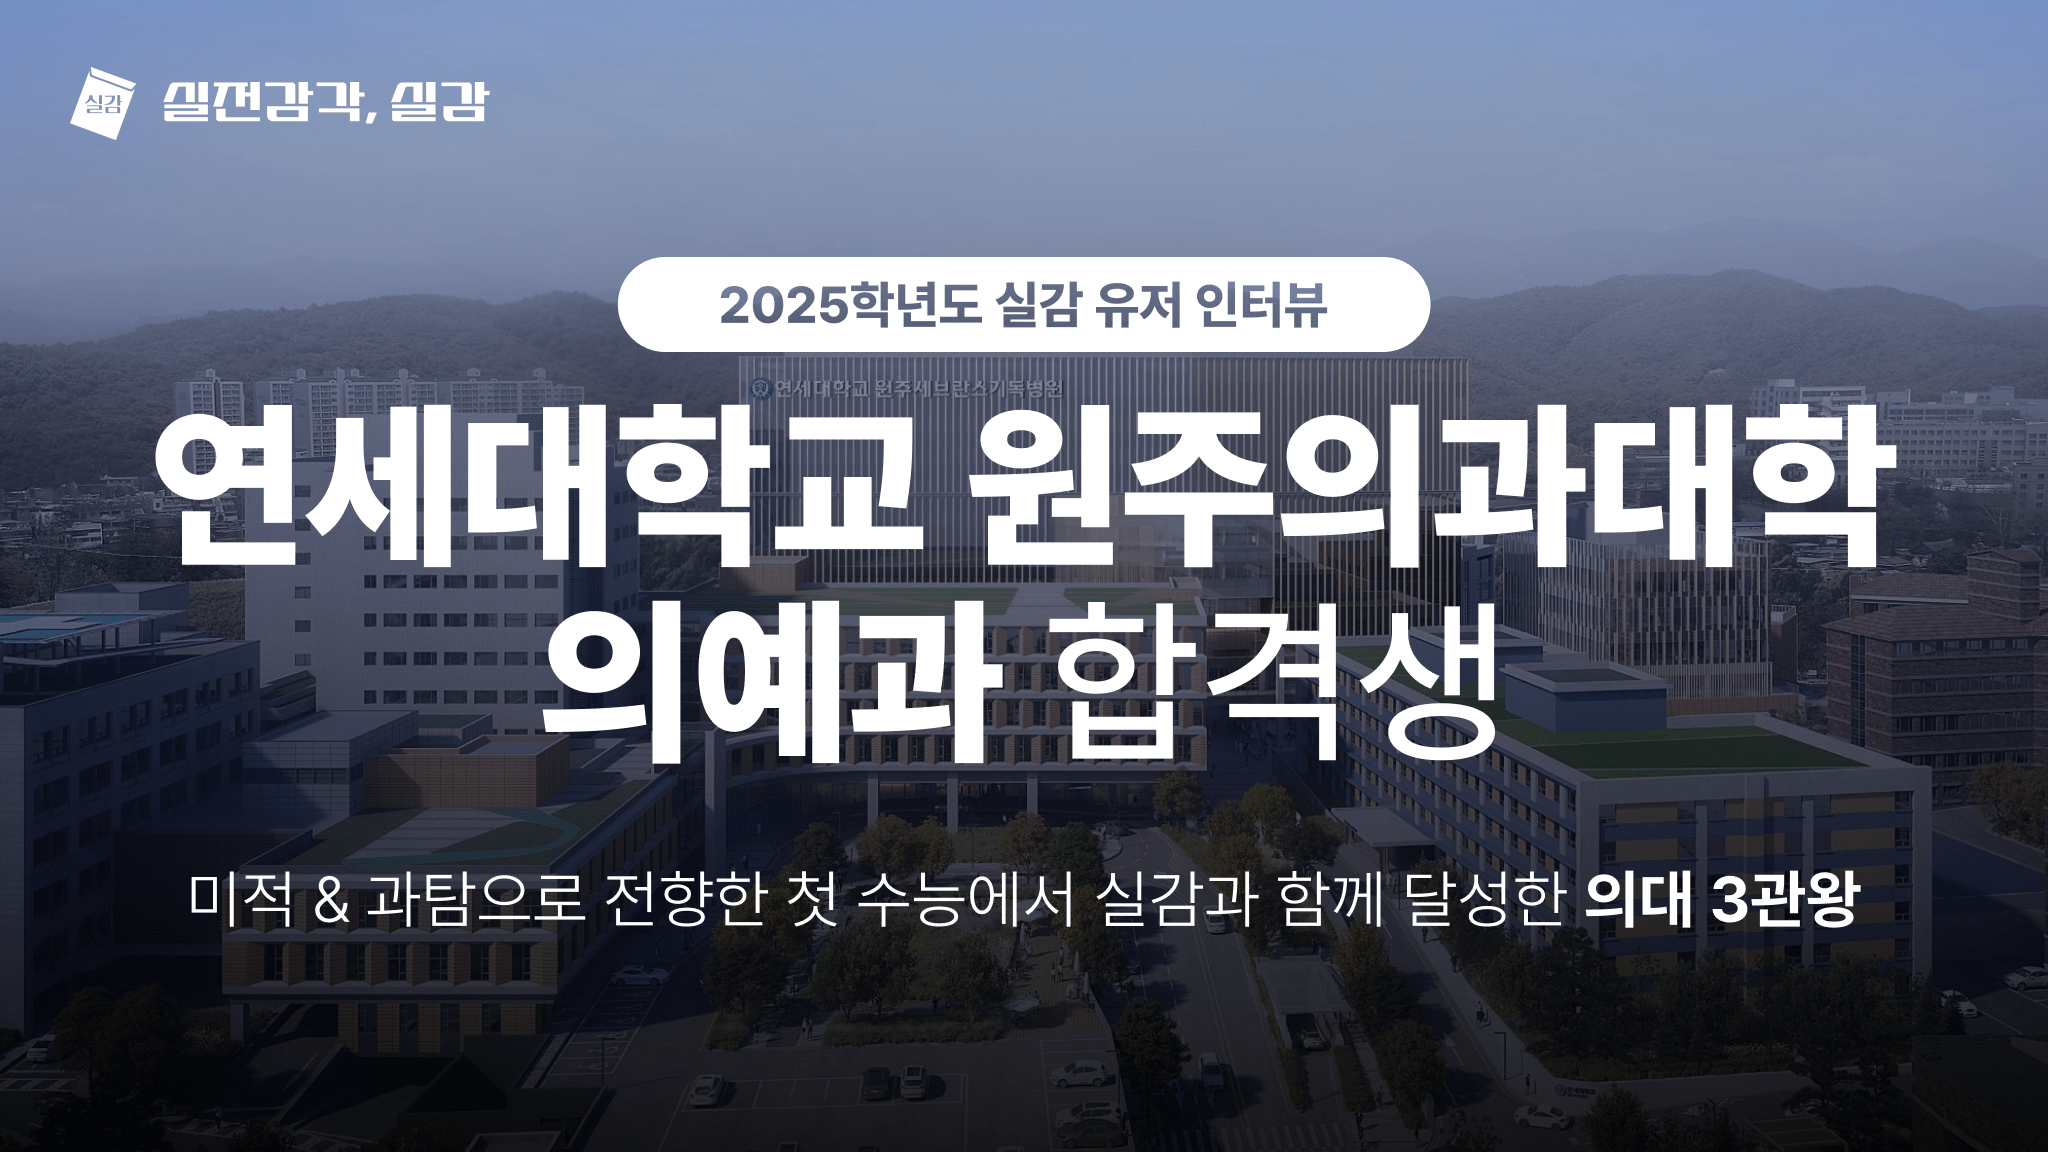 실감
실전감각, 실감
2025학년도 실감 유저 인터뷰
연세대학교 원주세브란스기독병원
연세대학교 원주의과대학
의예과 합격생
미적 & 과탐으로 전향한 첫 수능에서 실감과 함께 달성한 의대 3관왕